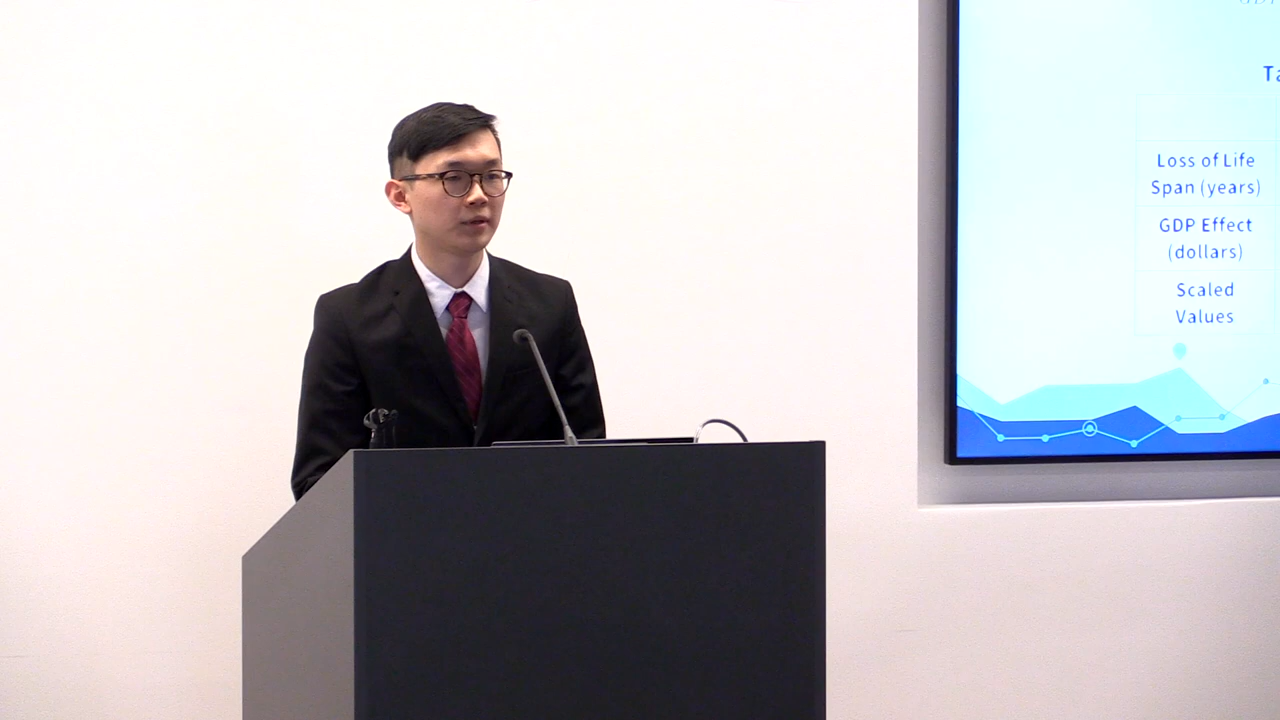 Loss of Life
Span (years)
GDP Effect
(dollars)
Scaled
Values